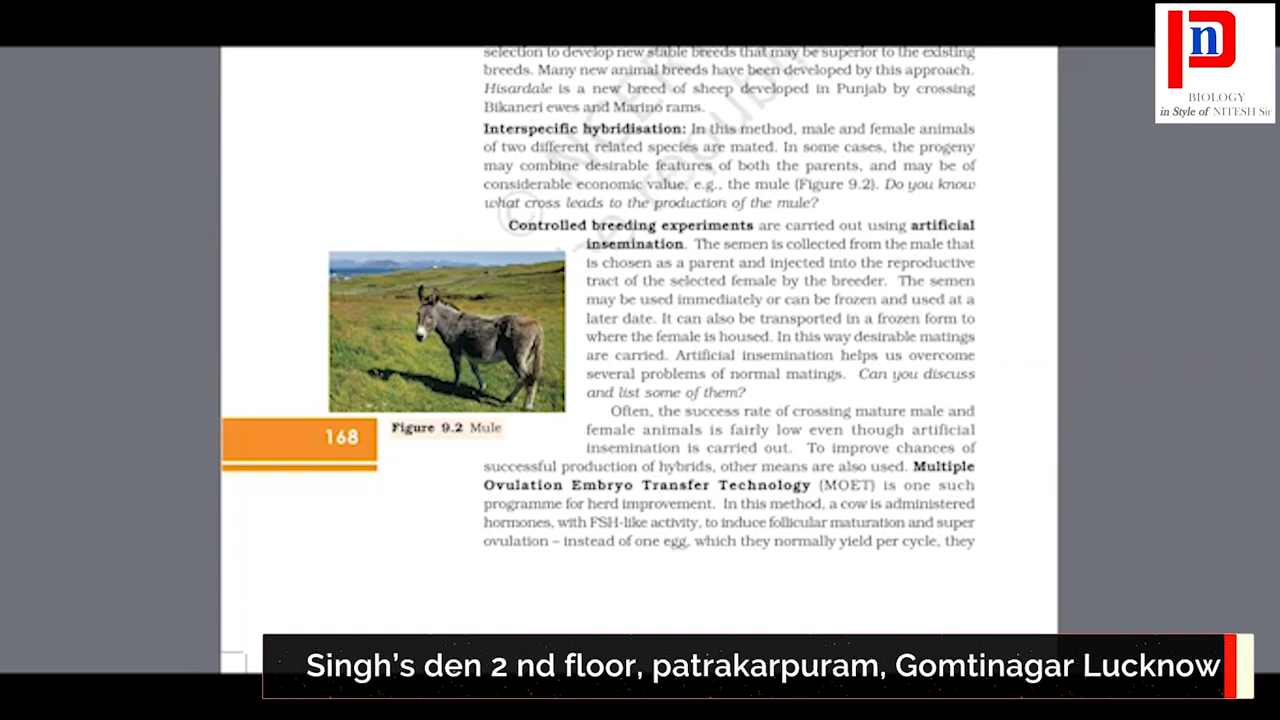 n
BIOLOGY
in Style of NITESH Sir
selection to develop new stable breeds that may be superior to the existing
breeds. Many new animal breeds have been developed by this approach.
Hisardale is a new breed of sheep developed in Punjab by crossing
Bikaneri ewes and Marino rams.
Interspecific hybridisation: In this method, male and female animals
of two different related species are mated. In some cases, the progeny
may combine desirable features of both the parents, and may be of
considerable economic value, e.g., the mule (Figure 9.2). Do you know
what cross leads to the production of the mule?
Controlled breeding experiments are carried out using artificial
insemination. The semen is collected from the male that
is chosen as a parent and injected into the reproductive
tract of the selected female by the breeder. The semen
may be used immediately or can be frozen and used at a
later date. It can also be transported in a frozen form to
where the female is housed. In this way desirable matings
are carried. Artificial insemination helps us overcome
several problems of normal matings. Can you discuss
and list some of them?
Often, the success rate of crossing mature male and
female animals is fairly low even though artificial
insemination is carried out. To improve chances of
successful production of hybrids, other means are also used. Multiple
Ovulation Embryo Transfer Technology (MOET) is one such
programme for herd improvement. In this method, a cow is administered
hormones, with FSH-like activity, to induce follicular maturation and super
ovulation – instead of one egg, which they normally yield per cycle, they
Figure 9.2 Mule
168
Singh's den 2 nd floor, patrakarpuram, Gomtinagar Lucknow